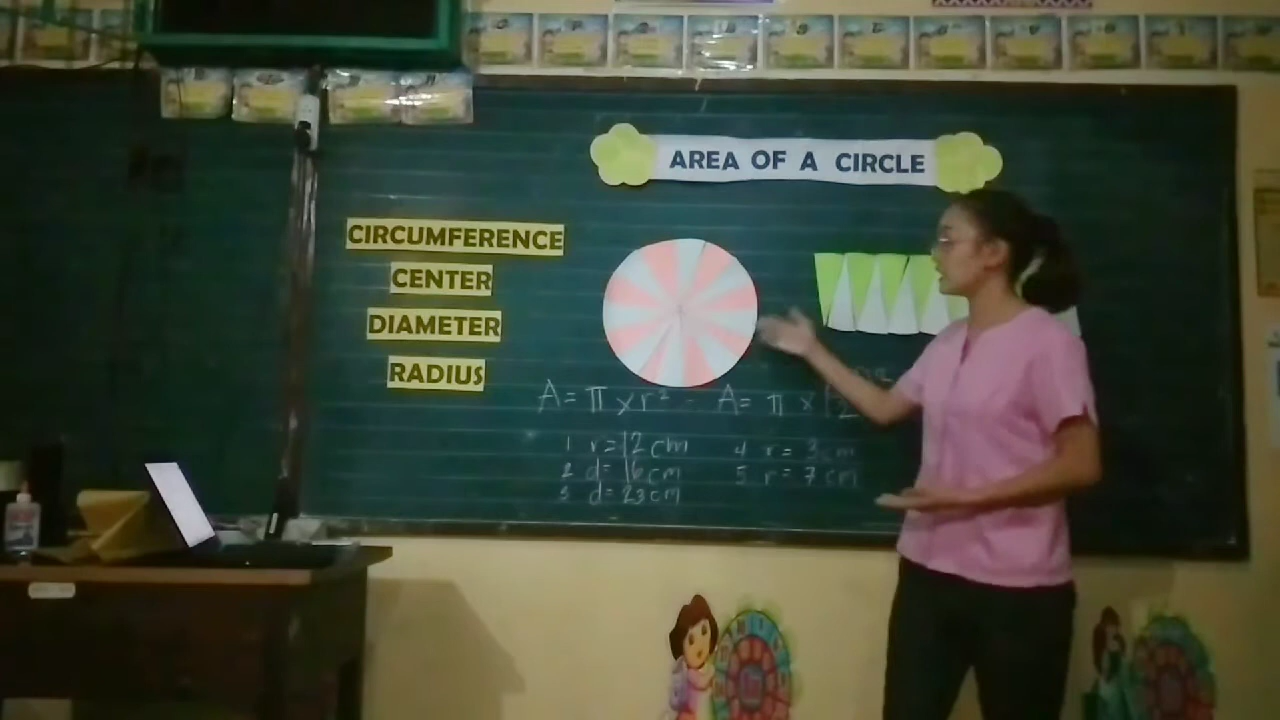 AREA OF A CIRCLE
CIRCUMFERENCE
CENTER
DIAMETER
RADIUS
A = π x r² - A = π x
1 r = 12 cm
2 d = 16 cm
3 d = 23 cm
4 r = 3 cm
5 r = 7 cm